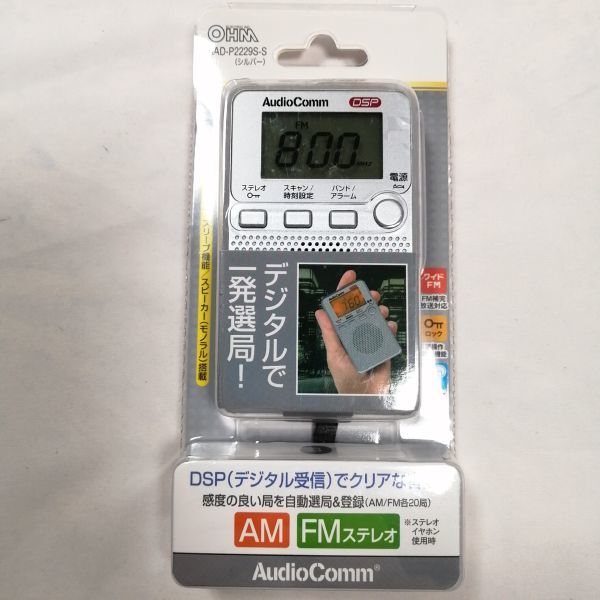 OHM
AD-P2229S-S
(シルバー)
AudioComm DSP
FM
800
電源
ステレオ
スキャン/
時刻設定
バンド/
アラーム
スリープ機能/スピーカー(モノラル)搭載
デジタルで
一発選局!
AudioComm
ワイド
FM
FM補完
放送対応
ロック
機能
DSP(デジタル受信)でクリアな
感度の良い局を自動選局&登録(AM/FM各20局)
AM FMステレオ
※ステレオ
イヤホン
使用時
AudioComm®